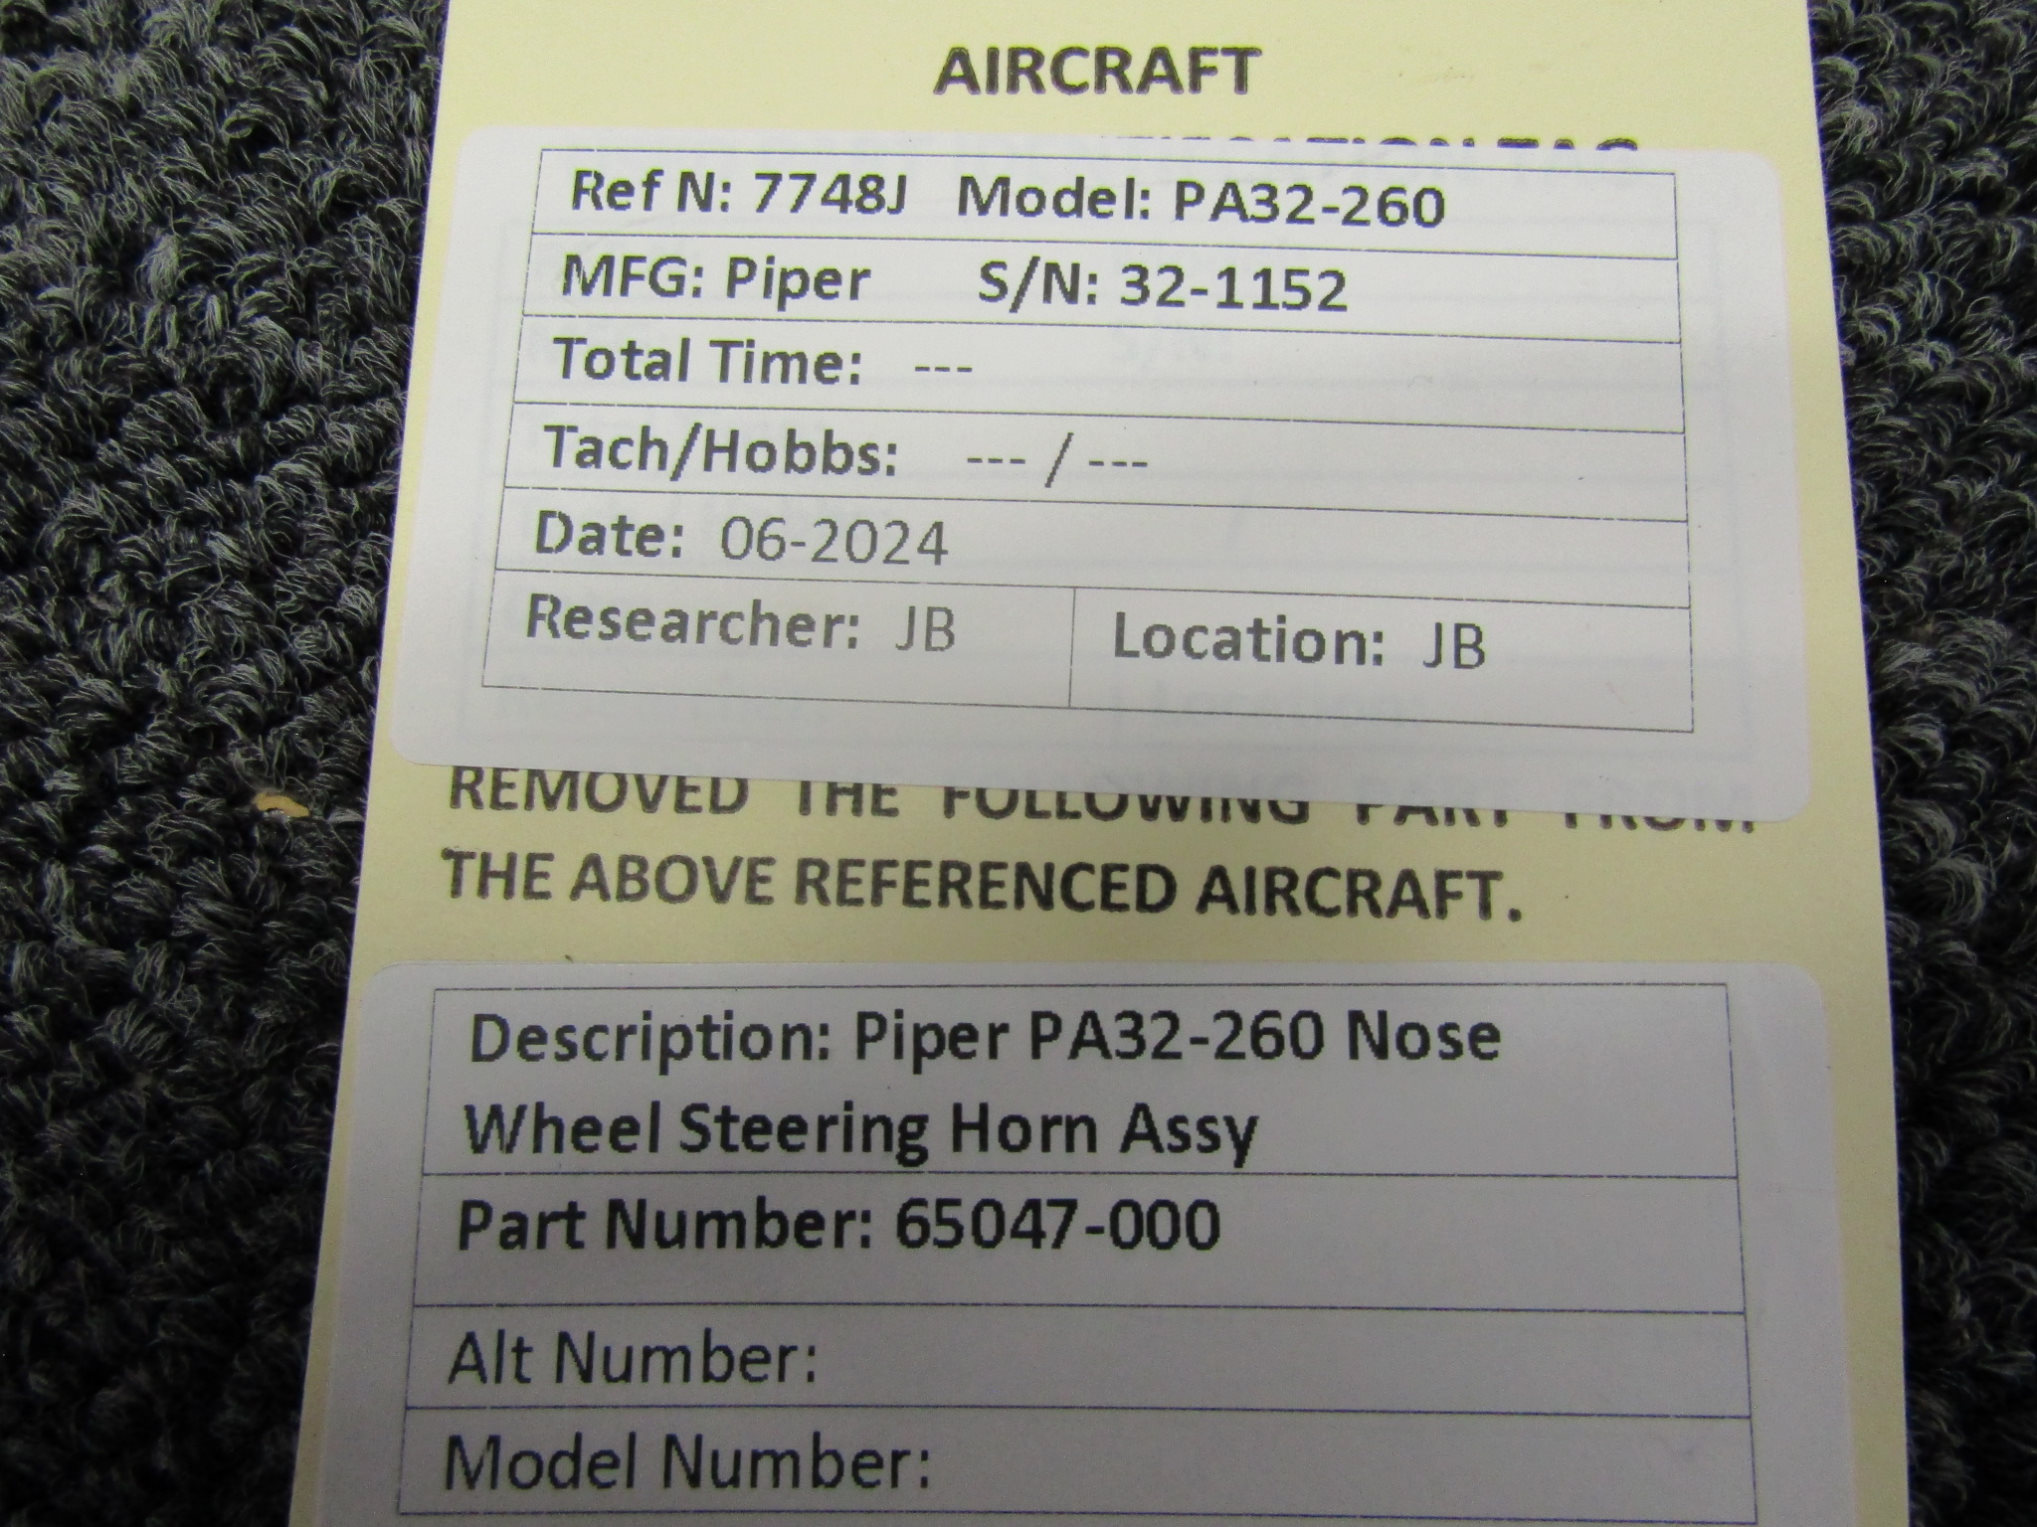 AIRCRAFT
Ref N: 7748J Model: PA32-260
MFG: Piper S/N: 32-1152
Total Time: ---
Tach/Hobbs: --- / ---
Date: 06-2024
Researcher: JB Location: JB
REMOVED THE FOLLOWING PART FROM
THE ABOVE REFERENCED AIRCRAFT.
Description: Piper PA32-260 Nose
Wheel Steering Horn Assy
Part Number: 65047-000
Alt Number:
Model Number: